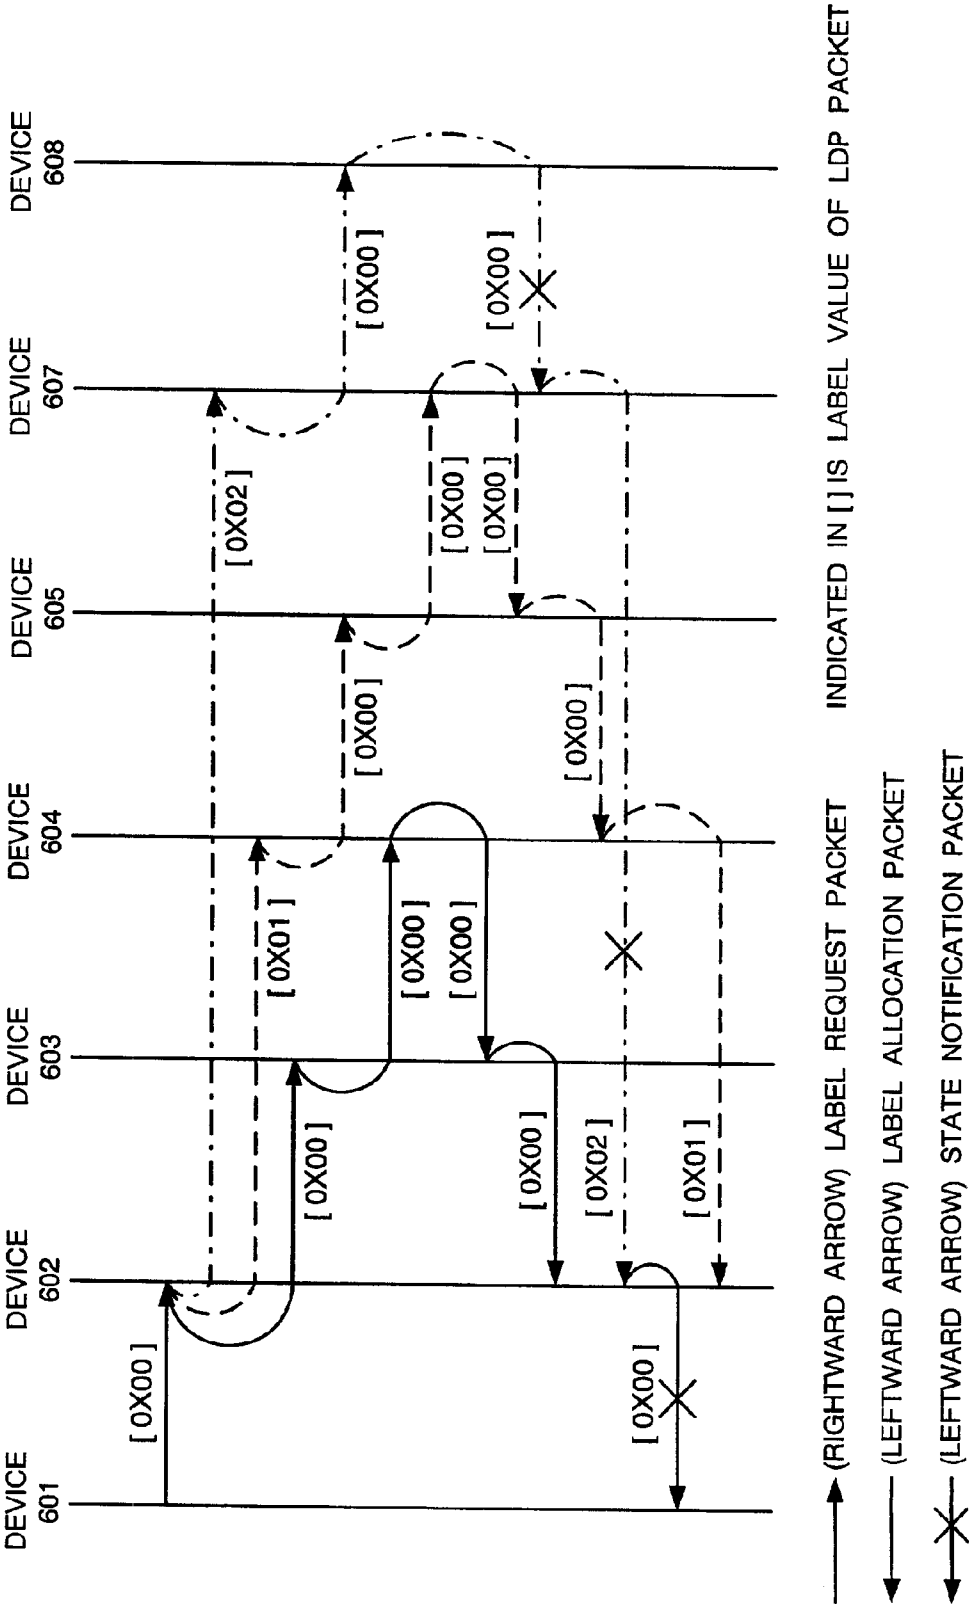 DEVICE 601
DEVICE 602
DEVICE 603
DEVICE 604
DEVICE 605
DEVICE 607
DEVICE 608
[0X00]
[0X02]
[0X01]
[0X00]
[0X00]
[0X00]
[0X00]
[0X00]
[0X00]
[0X00]
[0X00]
[0X00]
[0X00]
[0X02]
[0X00]
[0X01]
(RIGHTWARD ARROW) LABEL REQUEST PACKET
(LEFTWARD ARROW) LABEL ALLOCATION PACKET
(LEFTWARD ARROW) STATE NOTIFICATION PACKET
INDICATED IN [ ] IS LABEL VALUE OF LDP PACKET